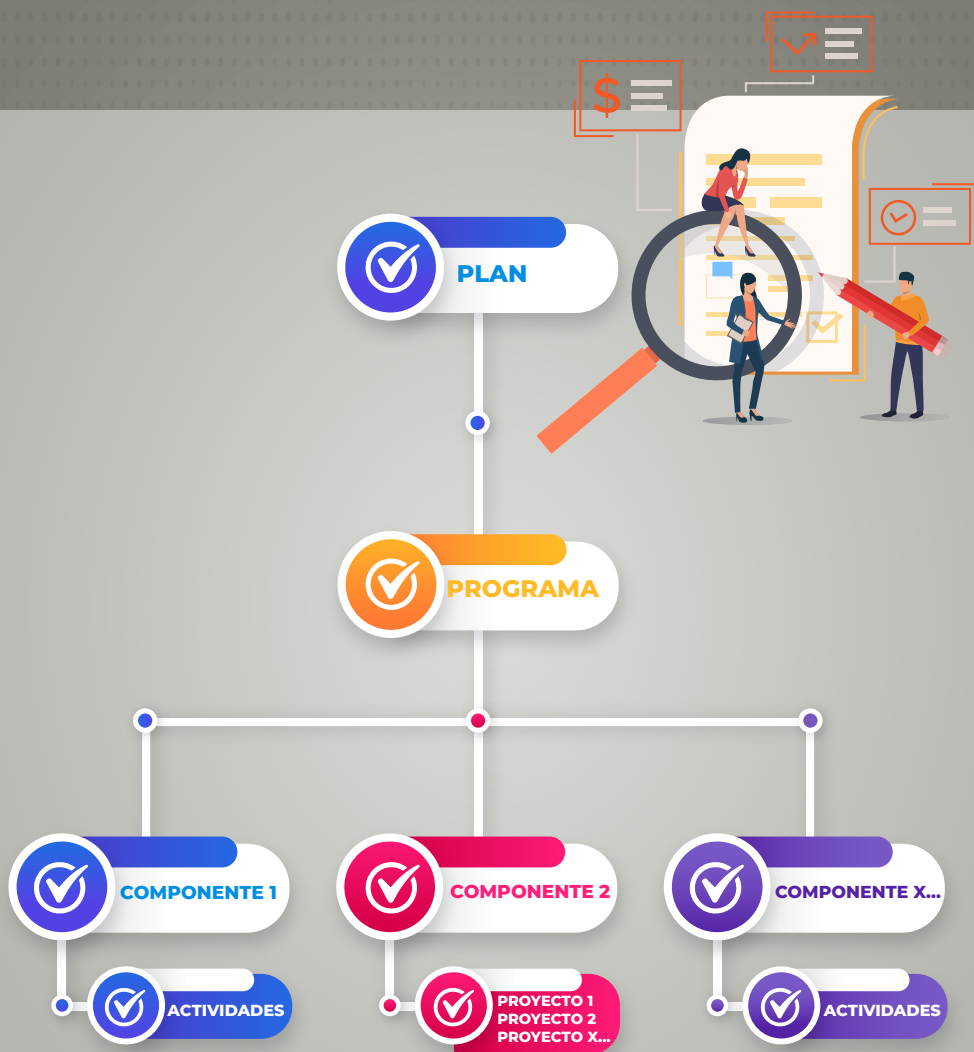 $
PLAN
PROGRAMA
COMPONENTE 1
COMPONENTE 2
COMPONENTE X...
ACTIVIDADES
PROYECTO 1
PROYECTO 2
PROYECTO X...
ACTIVIDADES